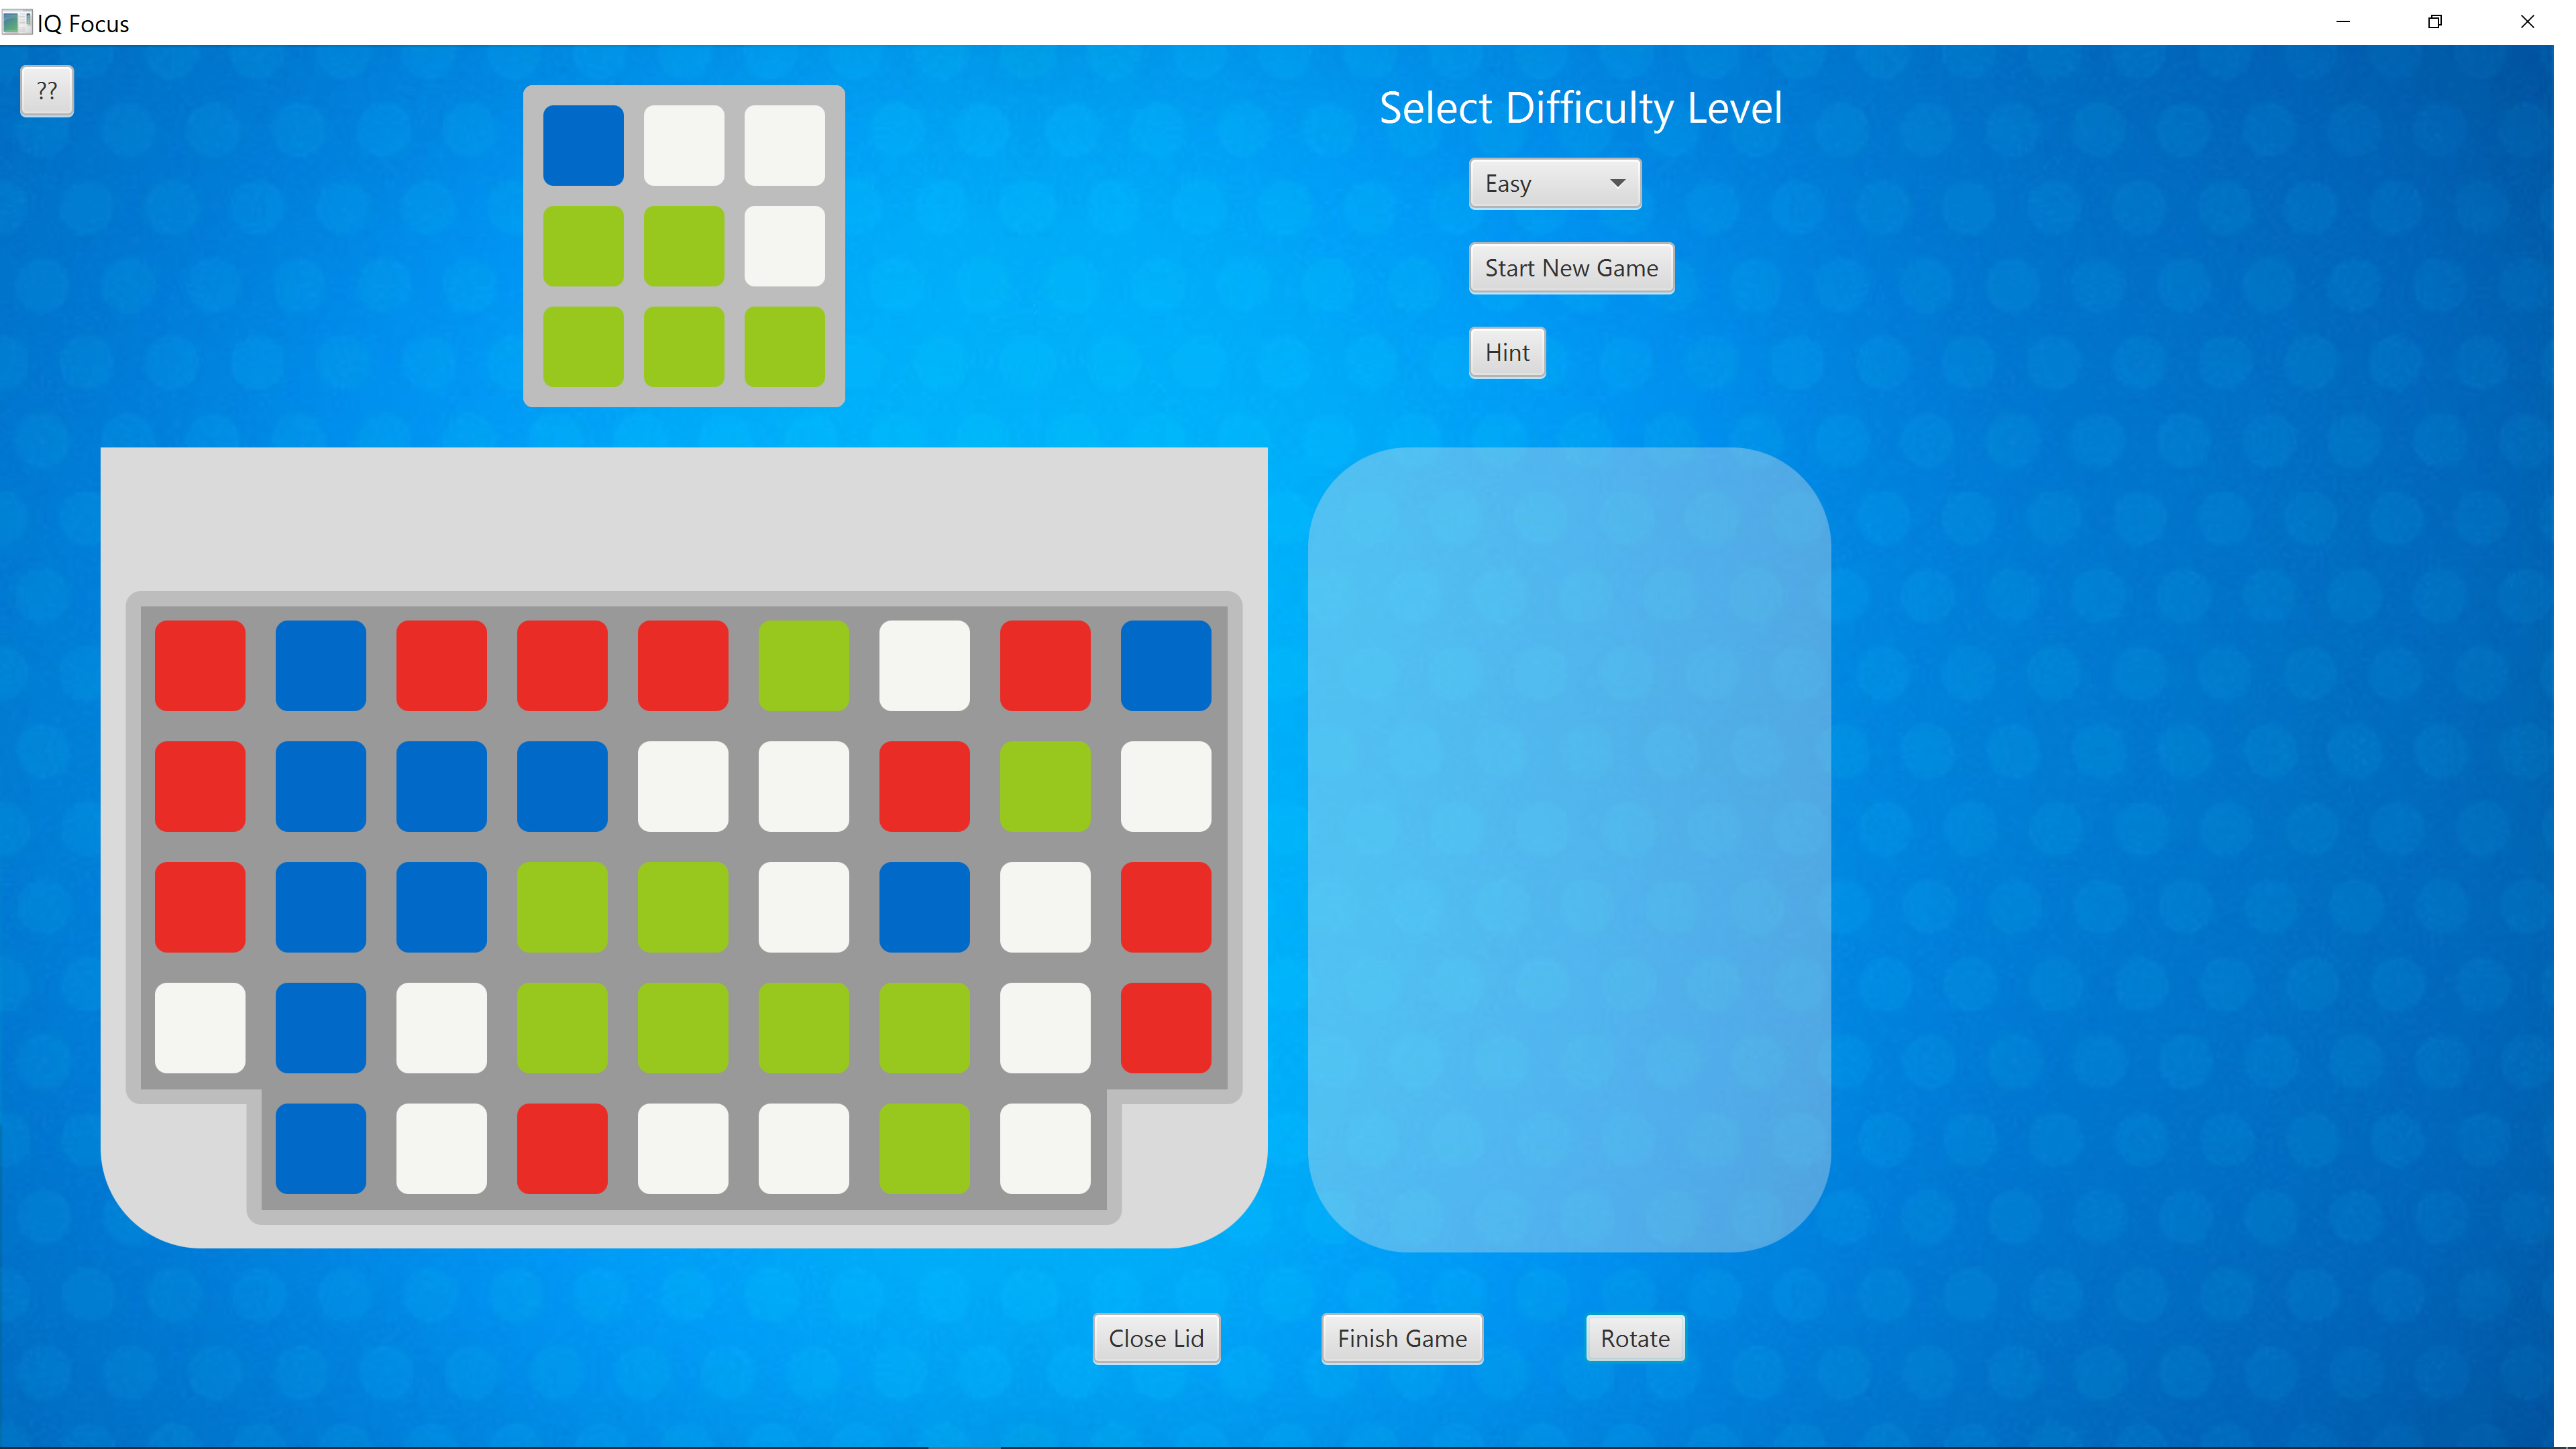 IQ Focus
??
Select Difficulty Level
Easy
Start New Game
Hint
Close Lid
Finish Game
Rotate